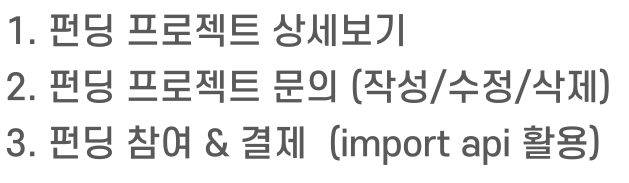 1. 펀딩 프로젝트 상세보기
2. 펀딩 프로젝트 문의 (작성/수정/삭제)
3. 펀딩 참여 & 결제  (import api 활용)